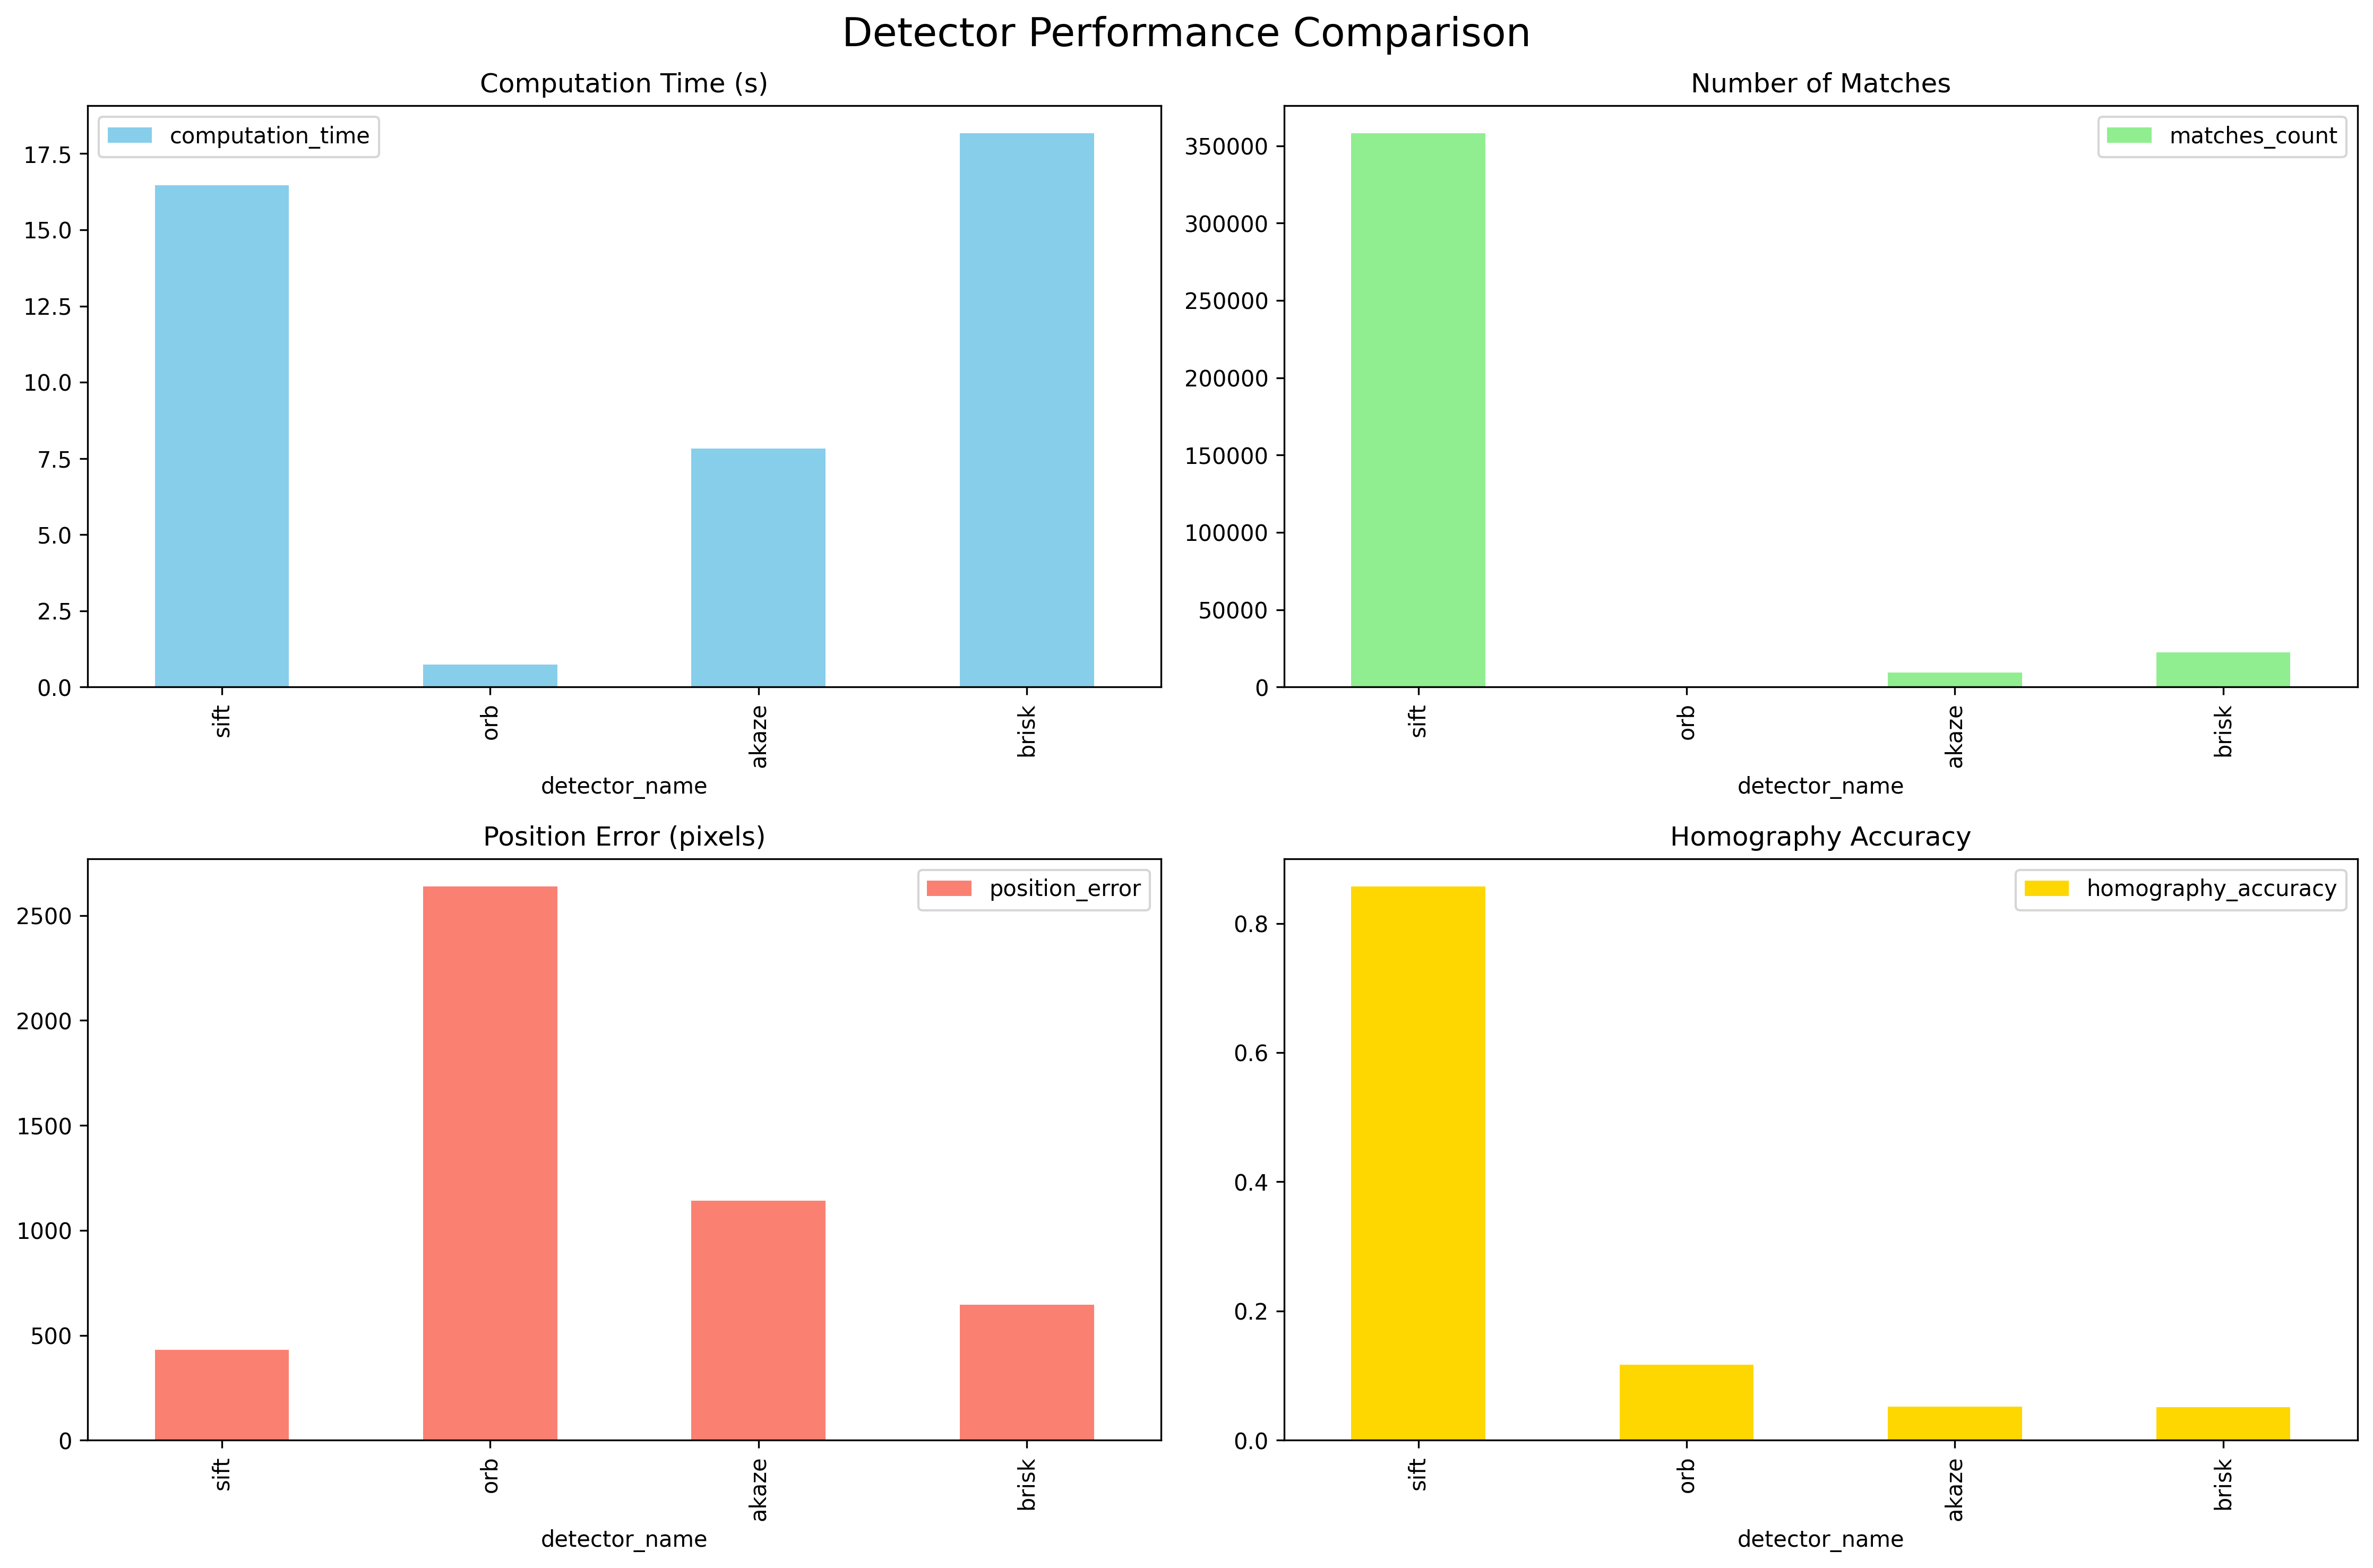 Detector Performance Comparison
Computation Time (s)
computation_time
17.5
15.0
12.5
10.0
7.5
5.0
2.5
0.0
sift
orb
akaze
brisk
detector_name
Number of Matches
matches_count
350000
300000
250000
200000
150000
100000
50000
0
sift
orb
akaze
brisk
detector_name
Position Error (pixels)
position_error
2500
2000
1500
1000
500
0
sift
orb
akaze
brisk
detector_name
Homography Accuracy
homography_accuracy
0.8
0.6
0.4
0.2
0.0
sift
orb
akaze
brisk
detector_name